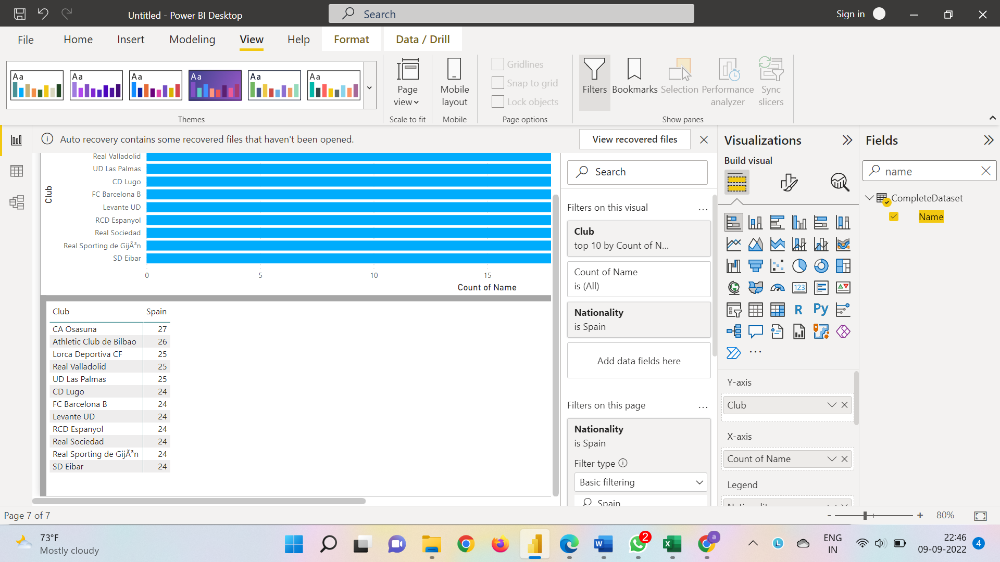 Untitled - Power BI Desktop
Search
Sign in
File
Home
Insert
Modeling
View
Help
Format
Data / Drill
Aa
Aa
Aa
Aa
Aa
Aa
Themes
Page
view
Scale to fit
Mobile
layout
Mobile
Gridlines
Snap to grid
Lock objects
Page options
Filters
Bookmarks
Selection
Performance
analyzer
Sync
slicers
Show panes
Auto recovery contains some recovered files that haven't been opened.
View recovered files
Club
Real Valladolid
UD Las Palmas
CD Lugo
FC Barcelona B
Levante UD
RCD Espanyol
Real Sociedad
Real Sporting de GijÃ³n
SD Eibar
0 5 10 15
Count of Name
Club Spain
CA Osasuna 27
Athletic Club de Bilbao 26
Lorca Deportiva CF 25
Real Valladolid 25
UD Las Palmas 25
CD Lugo 24
FC Barcelona B 24
Levante UD 24
RCD Espanyol 24
Real Sociedad 24
Real Sporting de GijÃ³n 24
SD Eibar 24
Search
Filters on this visual ...
Club
top 10 by Count of N...
Count of Name
is (All)
Nationality
is Spain
Add data fields here
Filters on this page ...
Nationality
is Spain
Filter type
Basic filtering
Spain
Visualizations
Build visual
123
R
Py
...
Y-axis
Club
X-axis
Count of Name
Legend
Nationality
Fields
name
CompleteDataset
Name
Page 7 of 7
- + 80%
73°F
Mostly cloudy
W
2
X
a
L
ENG
IN
22:46
09-09-2022
4